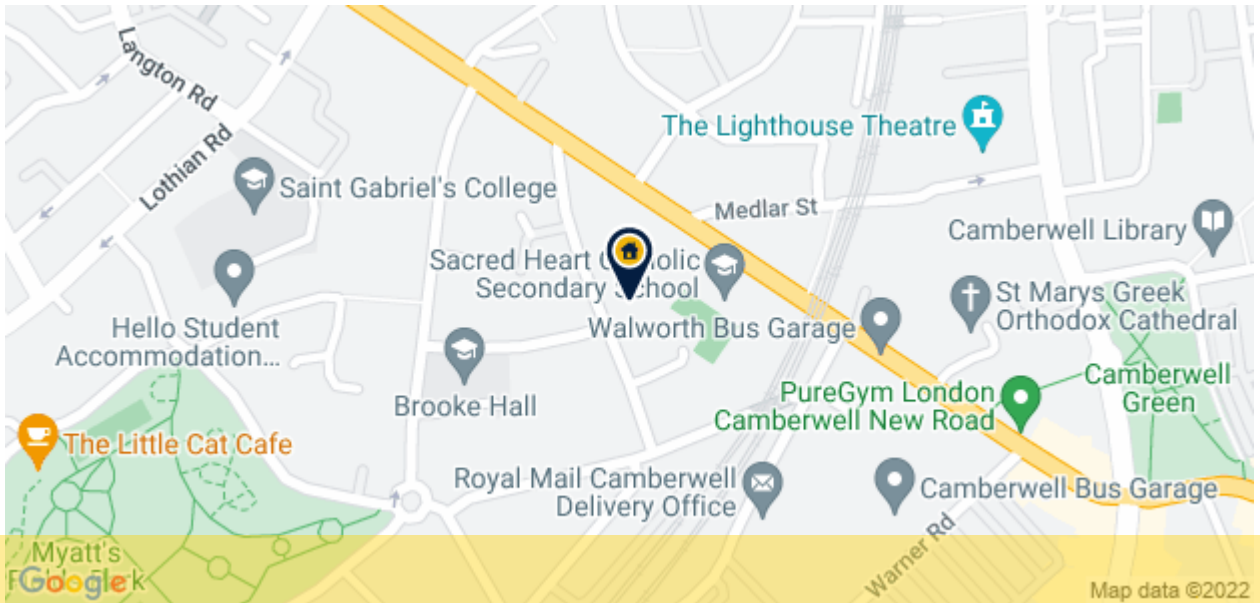 Langton Rd
Lothian Rd
Saint Gabriel's College
The Lighthouse Theatre
Medlar St
Camberwell Library
Sacred Heart Catholic
Secondary School
Walworth Bus Garage
St Marys Greek
Orthodox Cathedral
Hello Student
Accommodation...
Brooke Hall
PureGym London
Camberwell New Road
Camberwell
Green
The Little Cat Cafe
Royal Mail Camberwell
Delivery Office
Camberwell Bus Garage
Warner Rd
Myatt's
Google
Map data ©2022